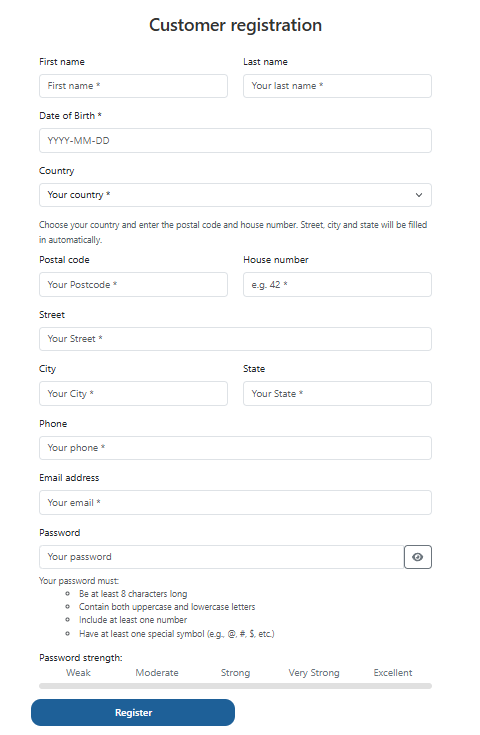 Customer registration
First name Last name
First name * Your last name *
Date of Birth *
YYYY-MM-DD
Country
Your country *
Choose your country and enter the postal code and house number. Street, city and state will be filled
in automatically.
Postal code House number
Your Postcode * e.g. 42 *
Street
Your Street *
City State
Your City * Your State *
Phone
Your phone *
Email address
Your email *
Password
Your password
Your password must:
Be at least 8 characters long
Contain both uppercase and lowercase letters
Include at least one number
Have at least one special symbol (e.g., @, #, $, etc.)
Password strength:
Weak Moderate Strong Very Strong Excellent
Register